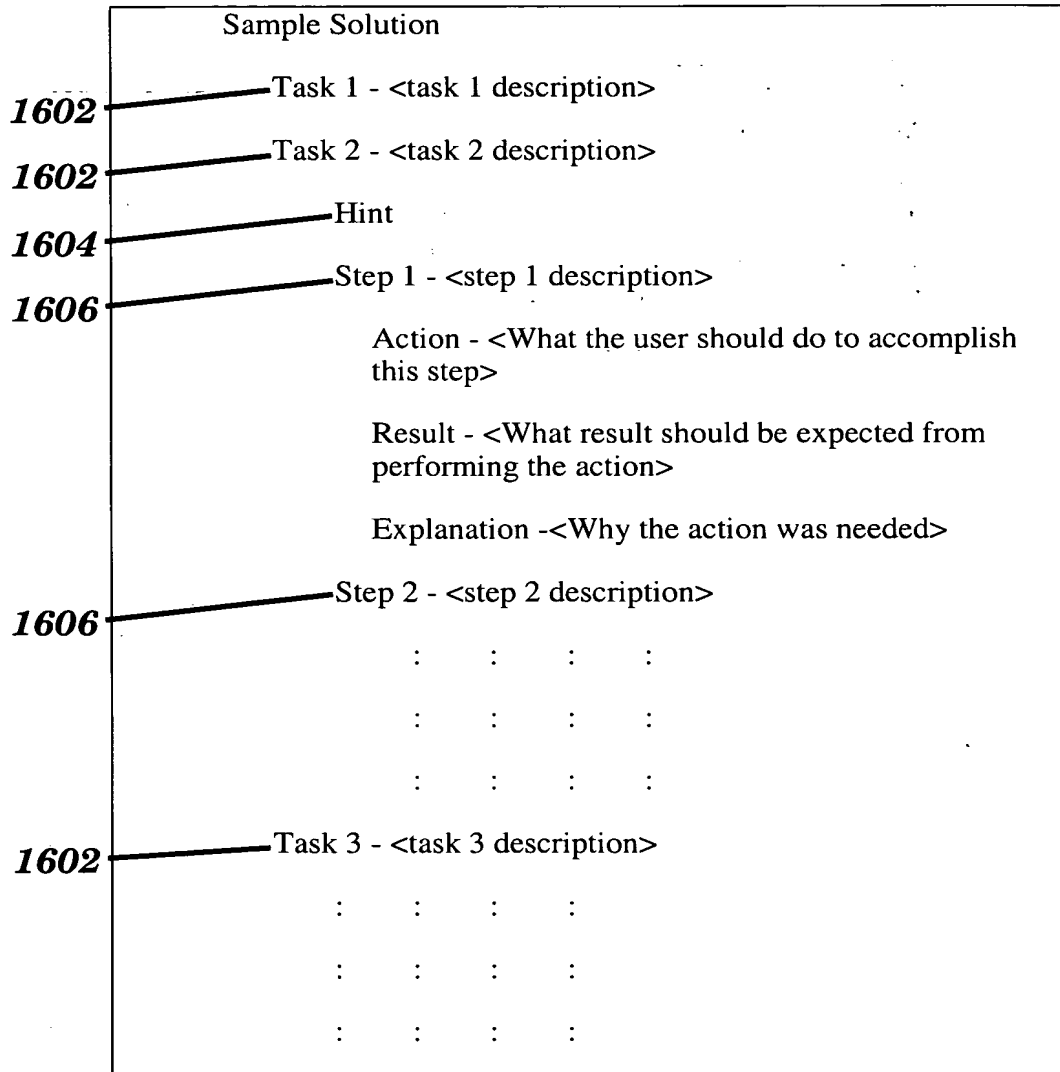 Sample Solution
1602 Task 1 - <task 1 description>
1602 Task 2 - <task 2 description>
1604 Hint
1606 Step 1 - <step 1 description>
Action - <What the user should do to accomplish
this step>
Result - <What result should be expected from
performing the action>
Explanation -<Why the action was needed>
1606 Step 2 - <step 2 description>
: : : :
: : : :
: : : :
1602 Task 3 - <task 3 description>
: : : :
: : : :
: : : :